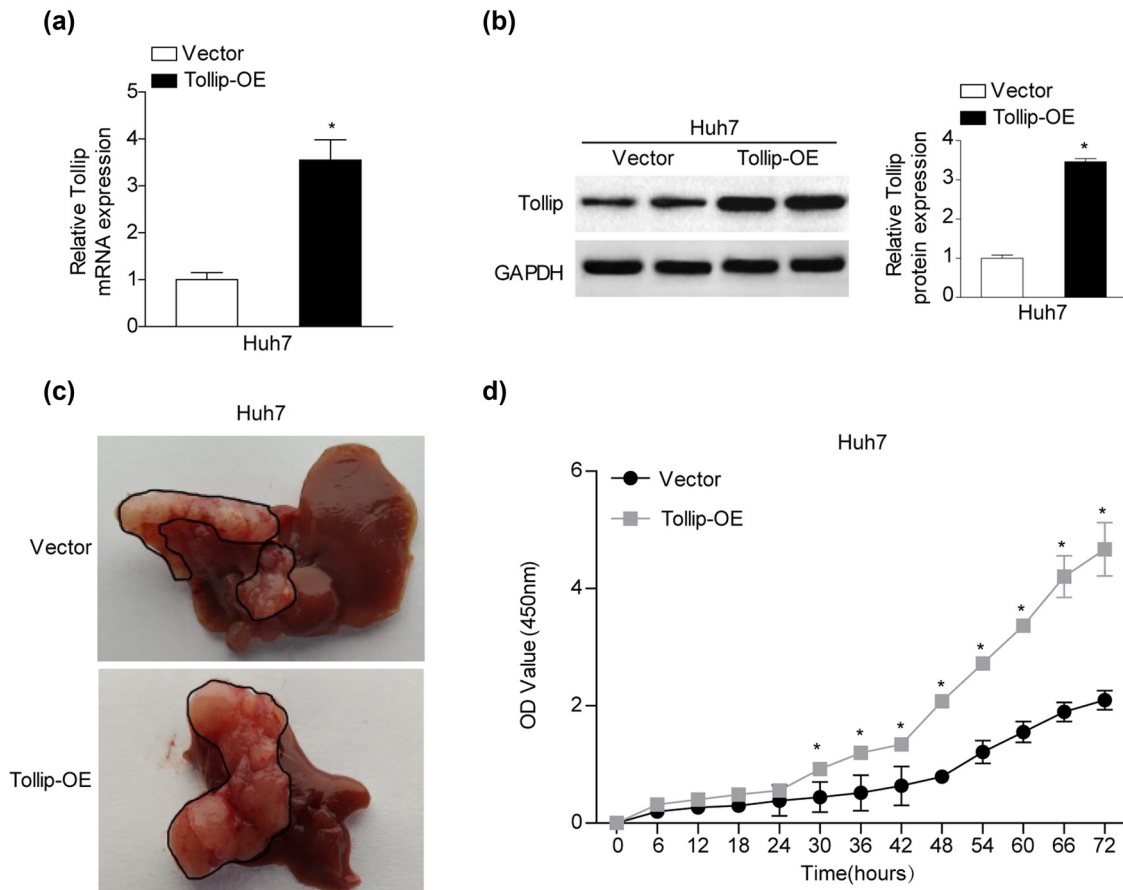 (a)
Vector
Tollip-OE
Relative Tollip
mRNA expression
5
4
3
2
1
0
*
Huh7
(b)
Huh7
Vector Tollip-OE
Tollip
GAPDH
Vector
Tollip-OE
Relative Tollip
protein expression
4
3
2
1
0
*
Huh7
(c)
Huh7
Vector
Tollip-OE
d)
Huh7
Vector
Tollip-OE
OD Value (450nm)
6
4
2
0
* * * * * * * *
0 6 12 18 24 30 36 42 48 54 60 66 72
Time(hours)